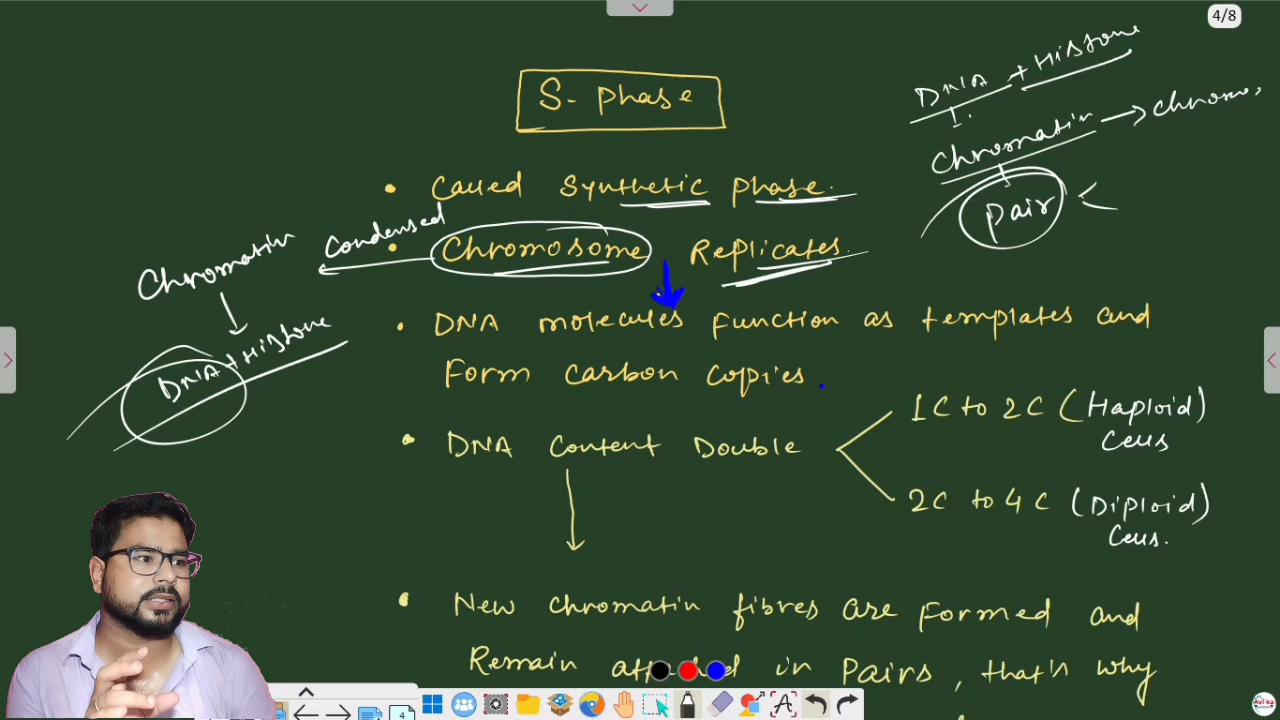 4/8
DNA + Histone
Chromatin → Chromo.
Pair
S- Phase
• Called Synthetic Phase.
• Chromosome Replicates.
Condensed
Chromatin
DNA + Histone
• DNA molecules Function as templates and
Form Carbon Copies.
• DNA Content Double
1C to 2C (Haploid)
Cells
2C to 4C (Diploid)
Cells.
• New chromatin fibres are Formed and
Remain in Pairs, that's why
4